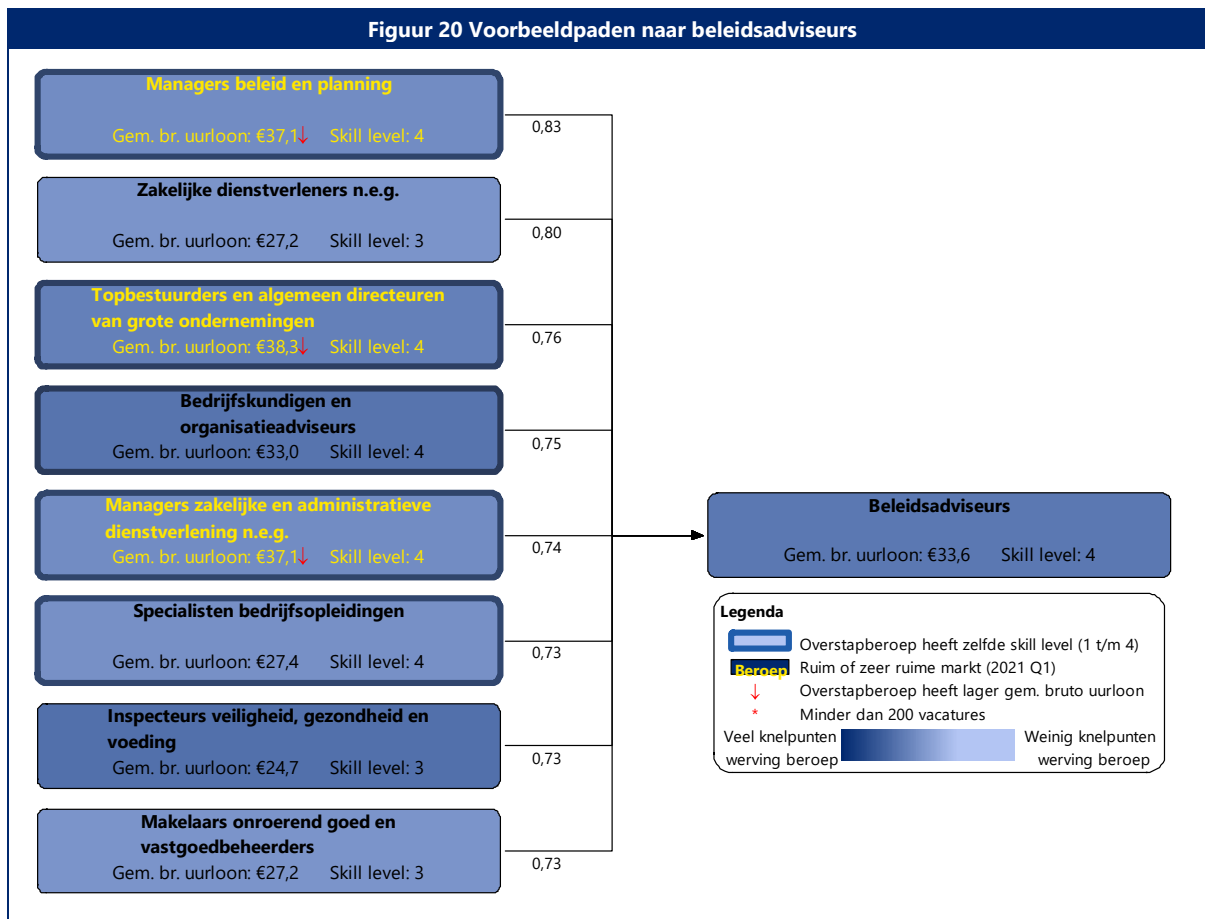 Figuur 20 Voorbeeldpaden naar beleidsadviseurs
Managers beleid en planning
Gem. br. uurloon: €37,1↓ Skill level: 4
0,83
Zakelijke dienstverleners n.e.g.
Gem. br. uurloon: €27,2 Skill level: 3
0,80
Topbestuurders en algemeen directeuren
van grote ondernemingen
Gem. br. uurloon: €38,3↓ Skill level: 4
0,76
Bedrijfskundigen en
organisatieadviseurs
Gem. br. uurloon: €33,0 Skill level: 4
0,75
Managers zakelijke en administratieve
dienstverlening n.e.g.
Gem. br. uurloon: €37,1↓ Skill level: 4
0,74
Specialisten bedrijfsopleidingen
Gem. br. uurloon: €27,4 Skill level: 4
0,73
Inspecteurs veiligheid, gezondheid en
voeding
Gem. br. uurloon: €24,7 Skill level: 3
0,73
Makelaars onroerend goed en
vastgoedbeheerders
Gem. br. uurloon: €27,2 Skill level: 3
0,73
Beleidsadviseurs
Gem. br. uurloon: €33,6 Skill level: 4
Legenda
Overstapberoep heeft zelfde skill level (1 t/m 4)
Beroep Ruim of zeer ruime markt (2021 Q1)
↓ Overstapberoep heeft lager gem. bruto uurloon
* Minder dan 200 vacatures
Veel knelpunten Weinig knelpunten
werving beroep werving beroep